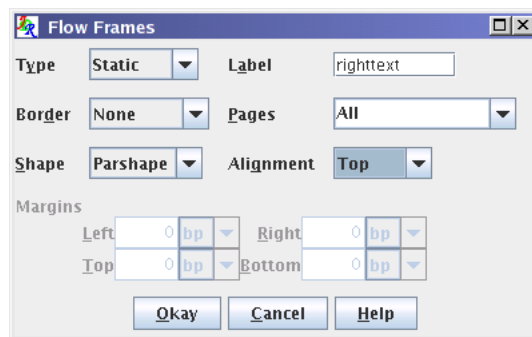 Flow Frames
Type Static Label righttext
Border None Pages All
Shape Parshape Alignment Top
Margins
Left 0 bp Right 0 bp
Top 0 bp Bottom 0 bp
Okay Cancel Help